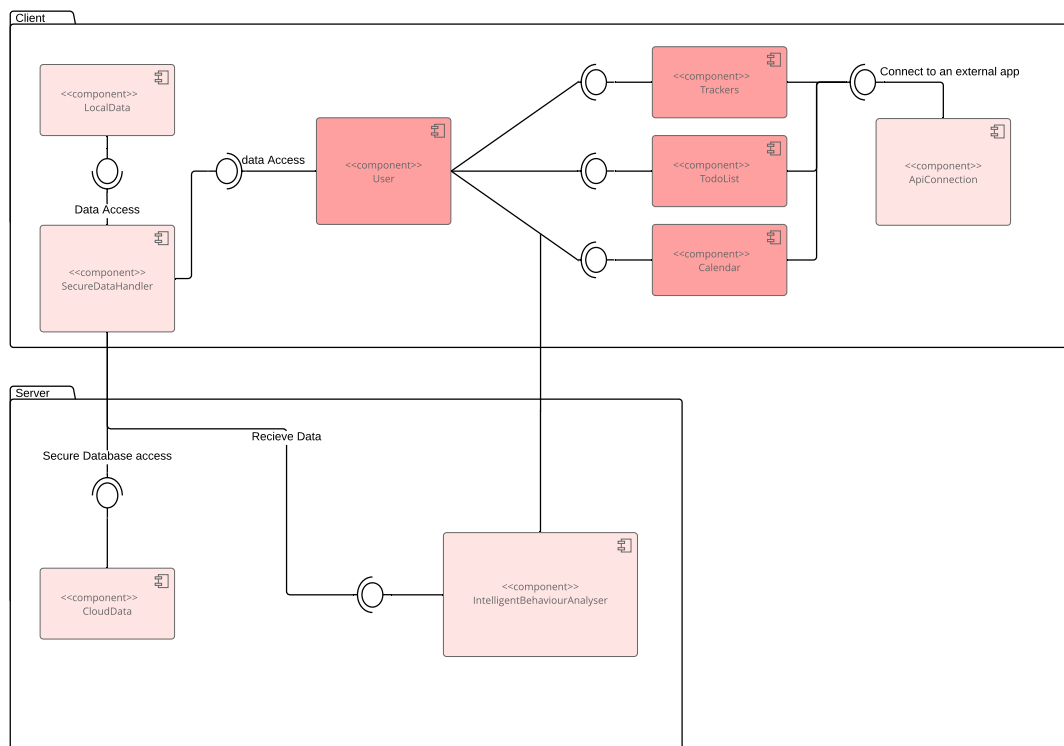 Client
<<component>>
LocalData
Data Access
<<component>>
SecureDataHandler
data Access
<<component>>
User
<<component>>
Trackers
<<component>>
TodoList
<<component>>
Calendar
Connect to an external app
<<component>>
ApiConnection
Server
Recieve Data
Secure Database access
<<component>>
CloudData
<<component>>
IntelligentBehaviourAnalyser